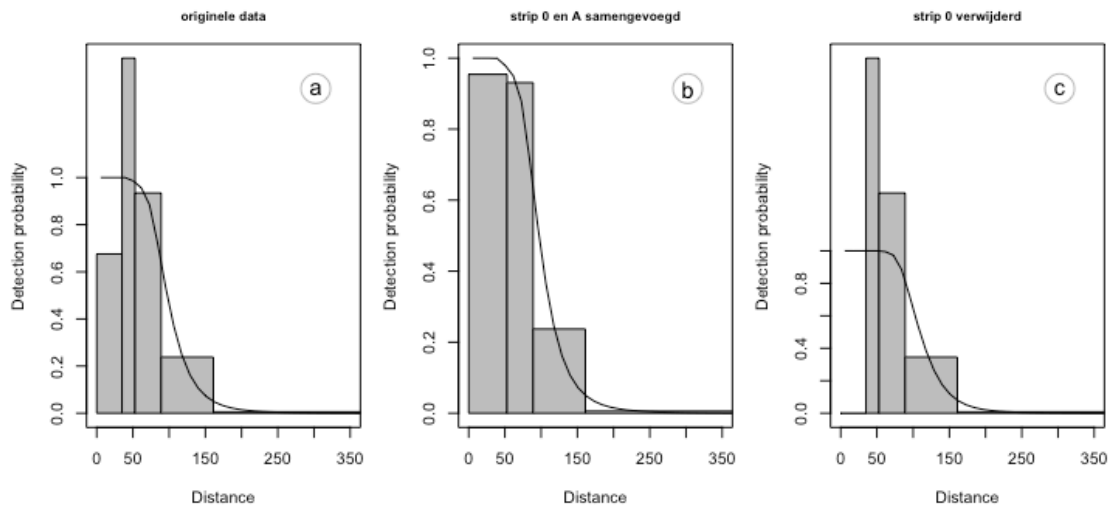 originele data
a
Detection probability
0.0 0.2 0.4 0.6 0.8 1.0
0 50 150 250 350
Distance
strip 0 en A samengevoegd
b
Detection probability
0.0 0.2 0.4 0.6 0.8 1.0
0 50 150 250 350
Distance
strip 0 verwijderd
c
Detection probability
0.0 0.4 0.8
0 50 150 250 350
Distance